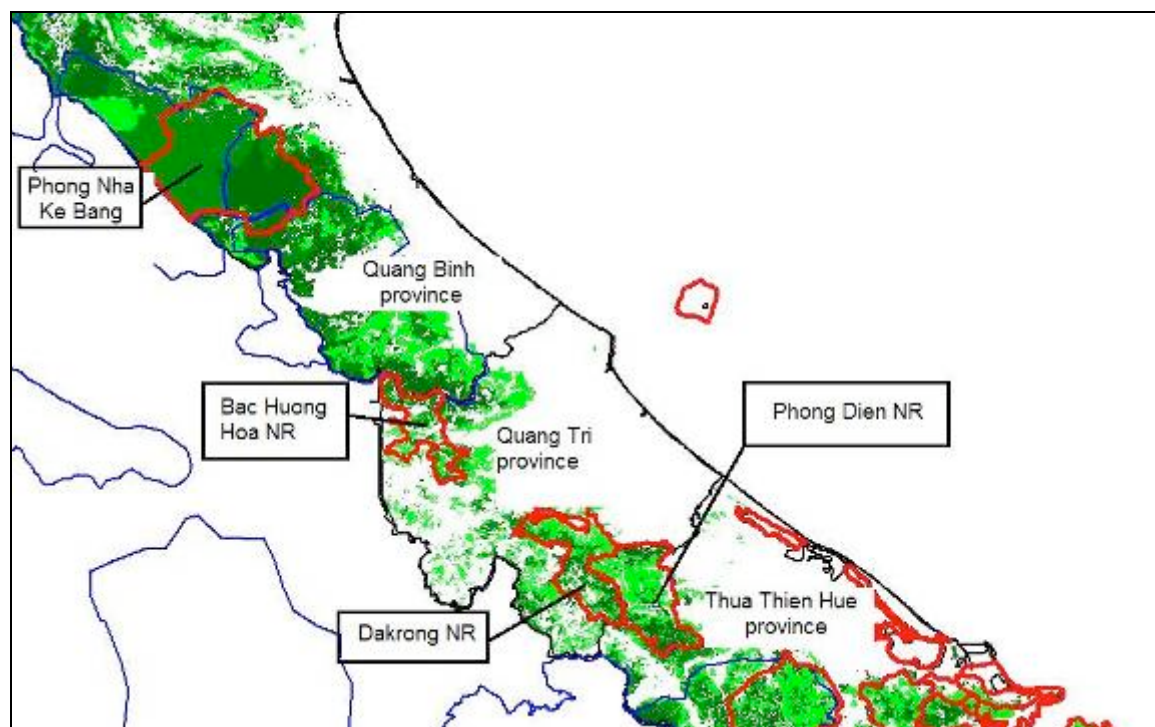 Phong Nha
Ke Bang
Quang Binh
province
Bac Huong
Hoa NR
Phong Dien NR
Quang Tri
province
Thua Thien Hue
province
Dakrong NR